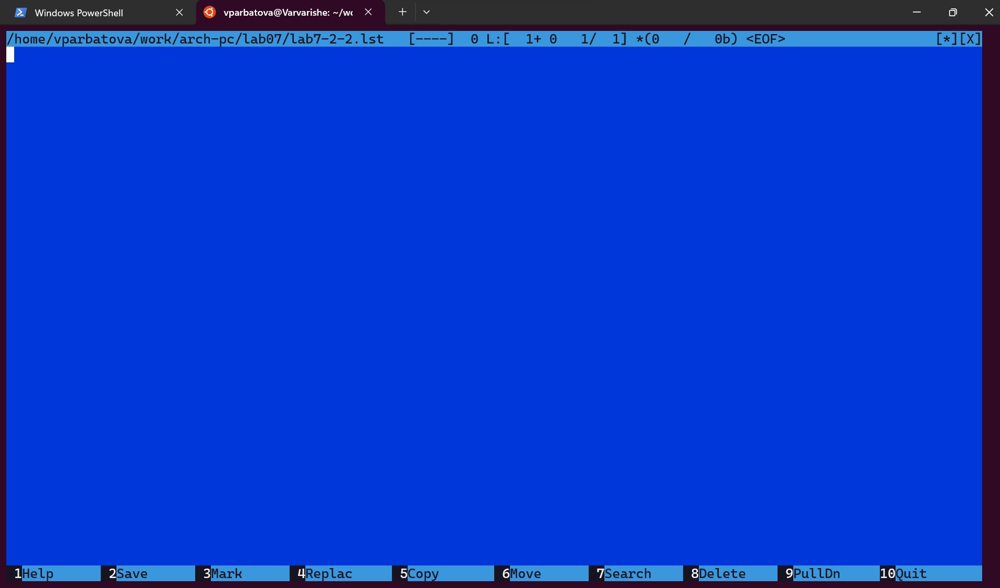 Windows PowerShell
vparbatova@Varvarishe: ~/wo
/home/vparbatova/work/arch-pc/lab07/lab7-2-2.lst   [----]  0 L:[  1+ 0   1/  1] *(0   /   0b) <EOF>   [*][X]
1Help 2Save 3Mark 4Replac 5Copy 6Move 7Search 8Delete 9PullDn 10Quit